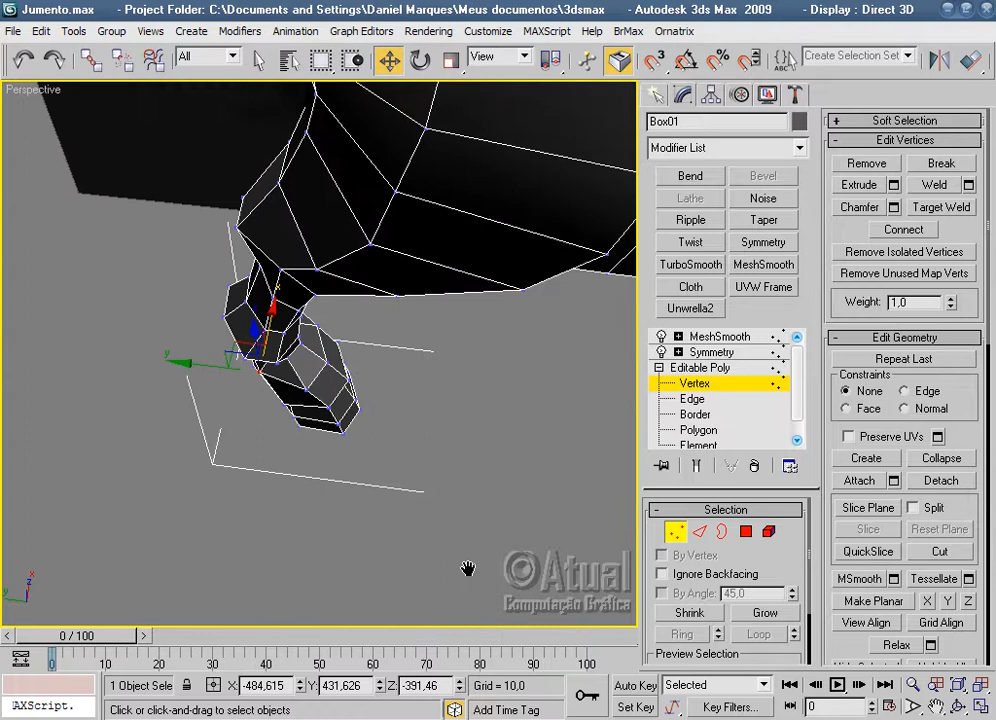 Jumento.max - Project Folder: C:\Documents and Settings\Daniel Marques\Meus documentos\3dsmax - Autodesk 3ds Max 2009 - Display : Direct 3D
File Edit Tools Group Views Create Modifiers Animation Graph Editors Rendering Customize MAXScript Help BrMax Ornatrix
All View Create Selection Set
Perspective
Box01
Modifier List
Bend Bevel
Lathe Noise
Ripple Taper
Twist Symmetry
TurboSmooth MeshSmooth
Cloth UVW Frame
Unwrella2
MeshSmooth
Symmetry
Editable Poly
Vertex
Edge
Border
Polygon
Element
Selection
By Vertex
Ignore Backfacing
By Angle: 45,0
Shrink Grow
Ring Loop
Preview Selection
Soft Selection
Edit Vertices
Remove Break
Extrude Weld
Chamfer Target Weld
Connect
Remove Isolated Vertices
Remove Unused Map Verts
Weight: 1,0
Edit Geometry
Repeat Last
Constraints
None Edge
Face Normal
Preserve UVs
Create Collapse
Attach Detach
Slice Plane Split
Slice Reset Plane
QuickSlice Cut
MSmooth Tessellate
Make Planar X Y Z
View Align Grid Align
Relax
x
y
©Atual
Computação Gráfica
x
z
y
0 / 100
0 10 20 30 40 50 60 70 80 90 100
1 Object Sele X: -484,615 Y: 431,626 Z: -391,46 Grid = 10,0 Auto Key Selected
AXScript. Click or click-and-drag to select objects Add Time Tag Set Key Key Filters... 0